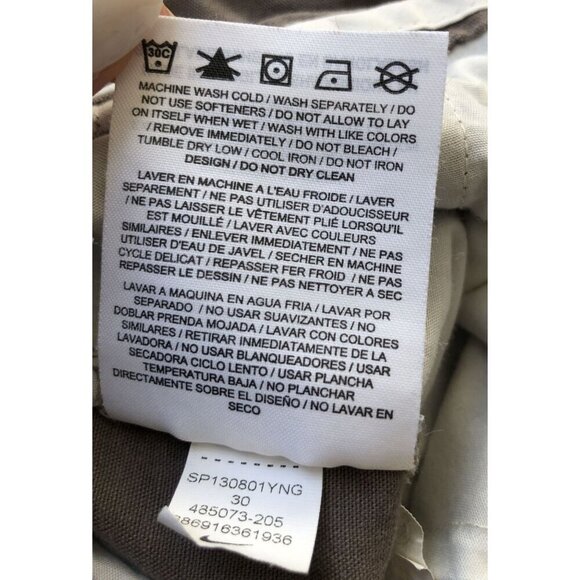 30C
MACHINE WASH COLD / WASH SEPARATELY / DO
NOT USE SOFTENERS / DO NOT ALLOW TO LAY
ON ITSELF WHEN WET / WASH WITH LIKE COLORS
/ REMOVE IMMEDIATELY / DO NOT BLEACH /
TUMBLE DRY LOW / COOL IRON / DO NOT IRON
DESIGN / DO NOT DRY CLEAN
LAVER EN MACHINE A L'EAU FROIDE / LAVER
SEPAREMENT / NE PAS UTILISER D'ADOUCISSEUR
/ NE PAS LAISSER LE VÊTEMENT PLIÉ LORSQU'IL
EST MOUILLÉ / LAVER AVEC COULEURS
SIMILAIRES / ENLEVER IMMEDIATEMENT / NE PAS
UTILISER D'EAU DE JAVEL / SECHER EN MACHINE
CYCLE DELICAT / REPASSER FER FROID / NE PAS
REPASSER LE DESSIN / NE PAS NETTOYER A SEC
LAVAR A MAQUINA EN AGUA FRIA / LAVAR POR
SEPARADO / NO USAR SUAVIZANTES / NO
DOBLAR PRENDA MOJADA / LAVAR CON COLORES
SIMILARES / RETIRAR INMEDIATAMENTE DE LA
LAVADORA / NO USAR BLANQUEADORES / USAR
SECADORA CICLO LENTO / USAR PLANCHA
TEMPERATURA BAJA / NO PLANCHAR
DIRECTAMENTE SOBRE EL DISEÑO / NO LAVAR EN
SECO
SP130801YNG
30
485073-205
886916361936